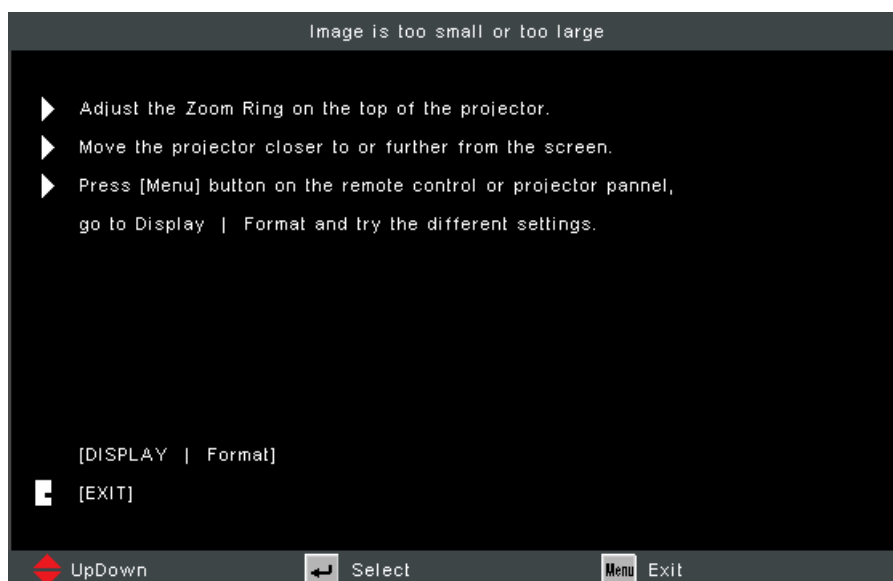 Image is too small or too large
Adjust the Zoom Ring on the top of the projector.
Move the projector closer to or further from the screen.
Press [Menu] button on the remote control or projector pannel,
go to Display | Format and try the different settings.
[DISPLAY | Format]
[EXIT]
UpDown Select Menu Exit